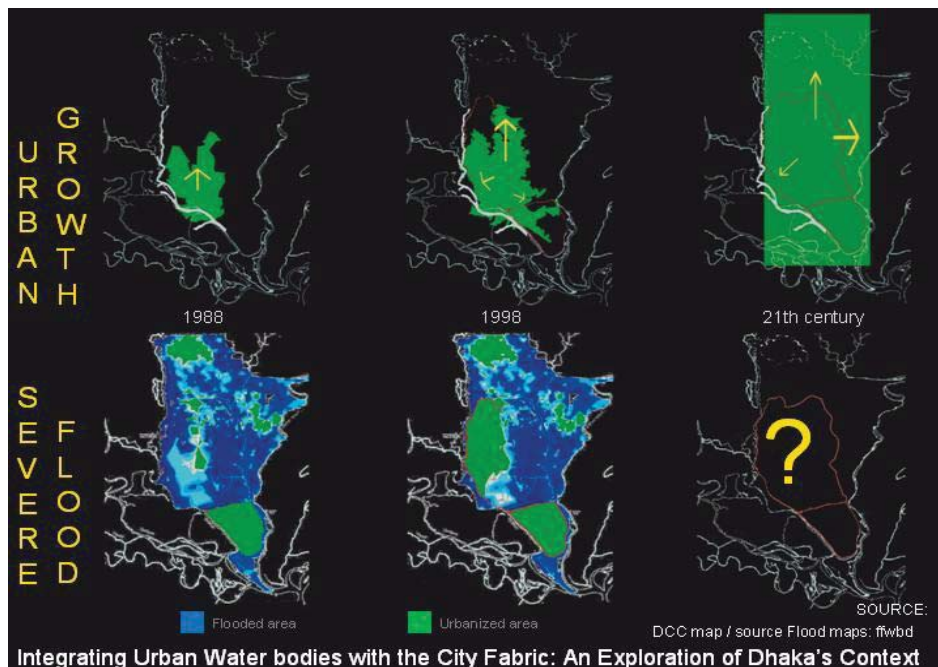 URBAN
GROWTH
1988
1998
21th century
SEVERE
FLOOD
?
Flooded area
Urbanized area
SOURCE:
DCC map / source Flood maps: ffwbd
Integrating Urban Water bodies with the City Fabric: An Exploration of Dhaka's Context